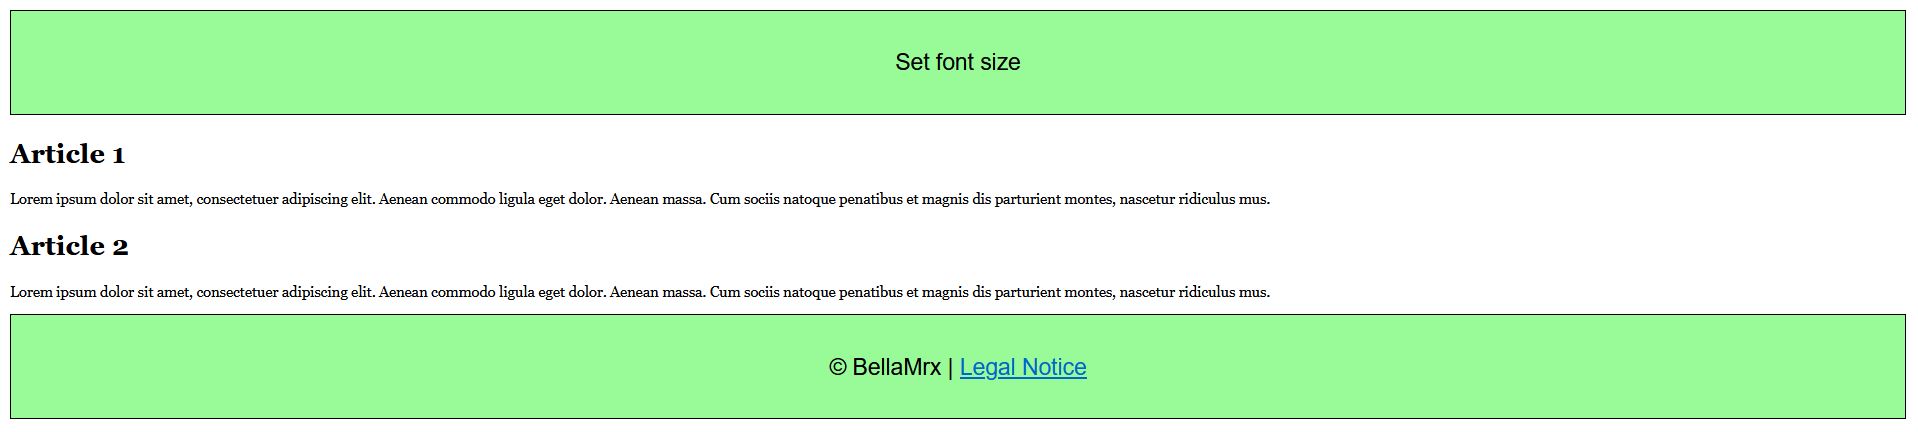 Set font size
Article 1
Lorem ipsum dolor sit amet, consectetuer adipiscing elit. Aenean commodo ligula eget dolor. Aenean massa. Cum sociis natoque penatibus et magnis dis parturient montes, nascetur ridiculus mus.
Article 2
Lorem ipsum dolor sit amet, consectetuer adipiscing elit. Aenean commodo ligula eget dolor. Aenean massa. Cum sociis natoque penatibus et magnis dis parturient montes, nascetur ridiculus mus.
© BellaMrx | Legal Notice